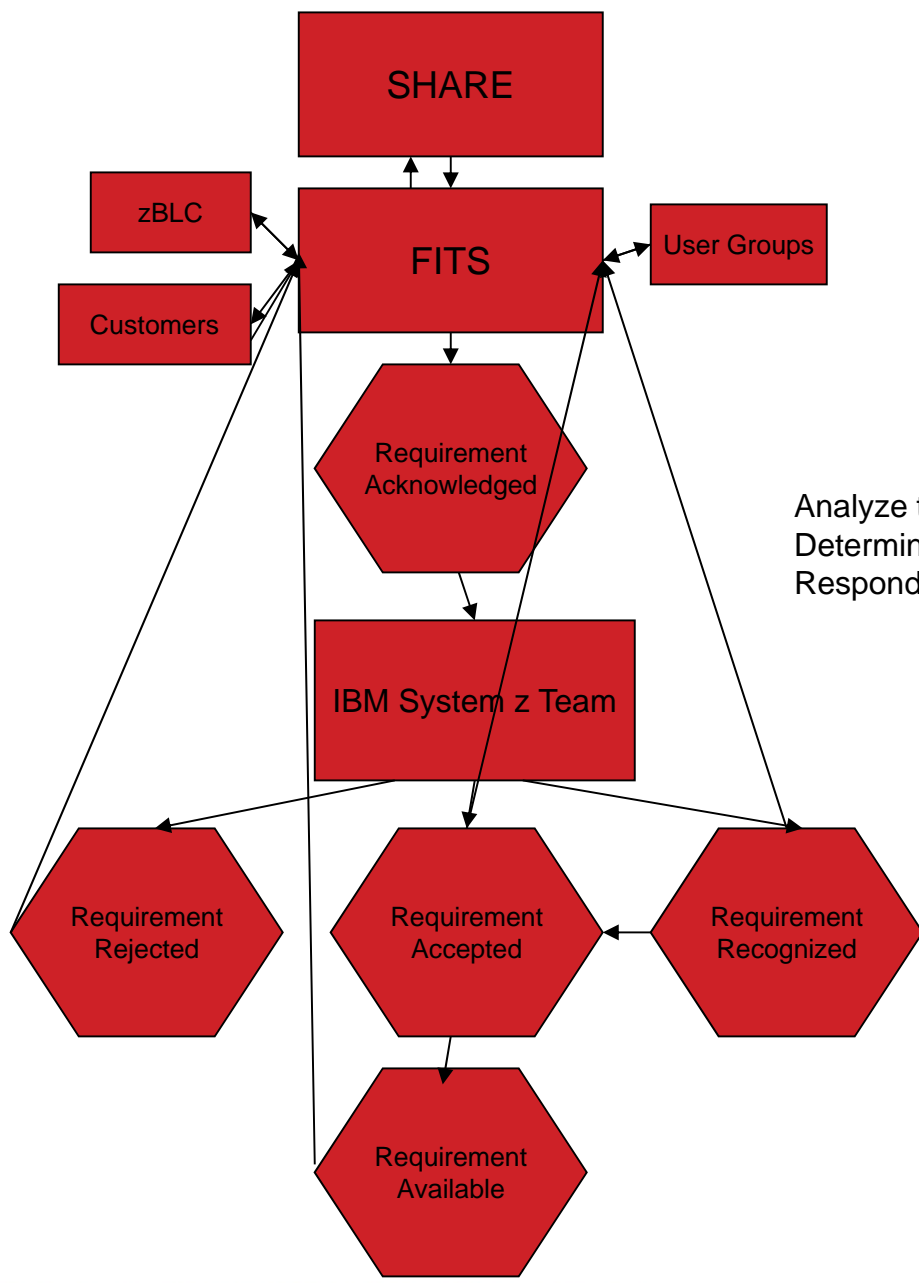 SHARE
zBLC
FITS
User Groups
Customers
Requirement
Acknowledged
Analyze
Respond
IBM System z Team
Requirement
Rejected
Requirement
Accepted
Requirement
Recognized
Requirement
Available